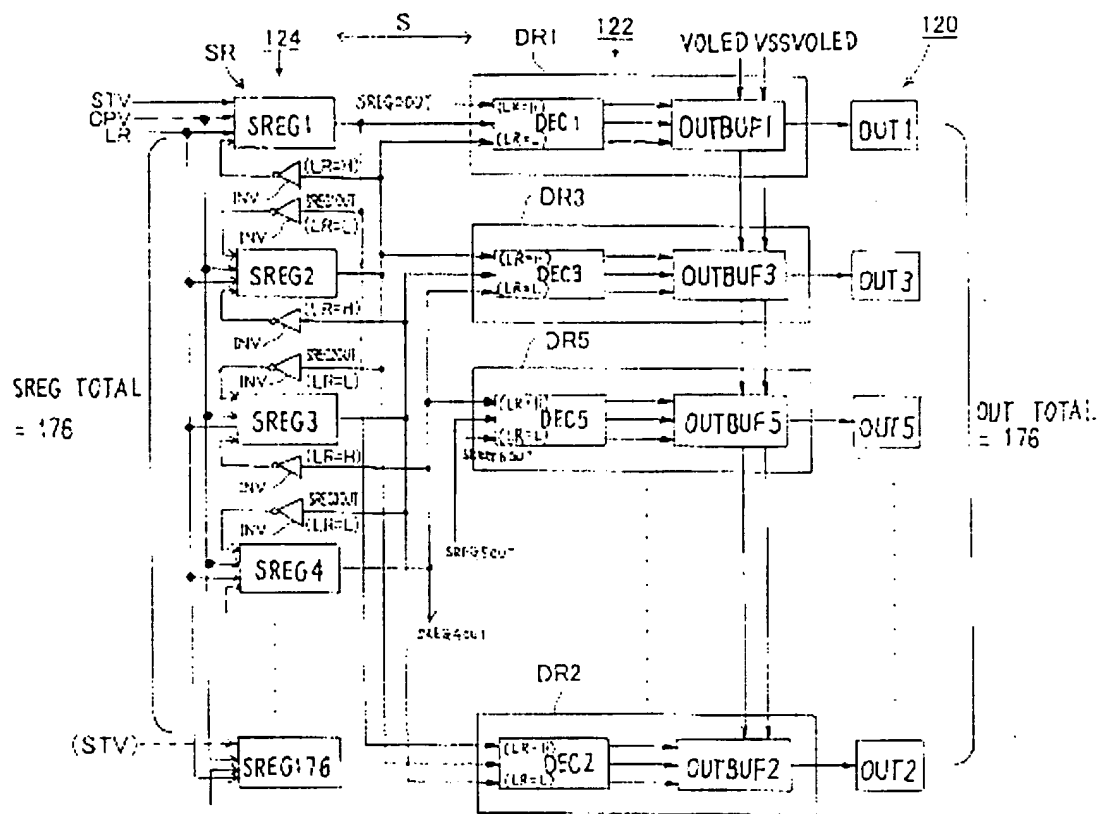 124
S
DR1
122
VOLED VSSVOLED
120
SR
STV
CPV
LR
SREG1
SREG0OUT
(LR=H)
DEC1
(LR=L)
OUTBUF1
OUT1
INV
(LR=H)
INV
SREG1OUT
(LR=L)
SREG2
DR3
(LR=H)
DEC3
(LR=L)
OUTBUF3
OUT3
INV
(LR=H)
INV
SREG2OUT
(LR=L)
SREG3
DR5
(LR=H)
DEC5
(LR=L)
OUTBUF5
OUT5
SREG TOTAL
= 176
OUT TOTAL
= 176
SREG6OUT
INV
(LR=H)
INV
SREG3OUT
(LR=L)
SREG4
SREG5OUT
SREG4OUT
DR2
(STV)
SREG176
(LR=H)
DEC2
(LR=L)
OUTBUF2
OUT2